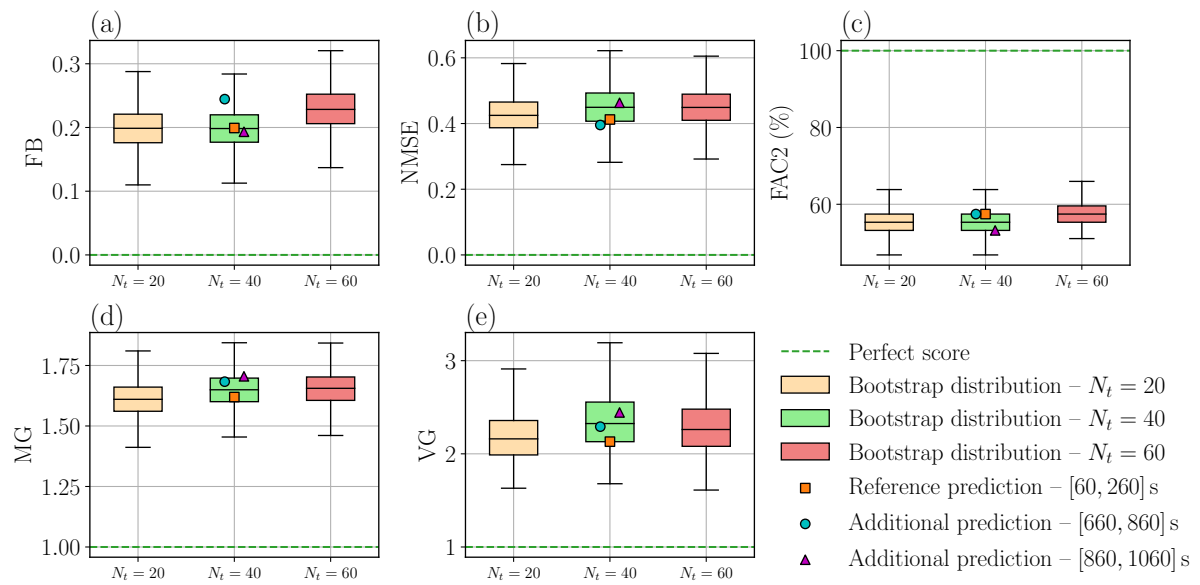 (a)
FB
0.3
0.2
0.1
0.0
N_t = 20
N_t = 40
N_t = 60
(b)
NMSE
0.6
0.4
0.2
0.0
N_t = 20
N_t = 40
N_t = 60
(c)
FAC2 (%)
100
80
60
N_t = 20
N_t = 40
N_t = 60
(d)
MG
1.75
1.50
1.25
1.00
N_t = 20
N_t = 40
N_t = 60
(e)
VG
3
2
1
N_t = 20
N_t = 40
N_t = 60
Perfect score
Bootstrap distribution – N_t = 20
Bootstrap distribution – N_t = 40
Bootstrap distribution – N_t = 60
Reference prediction – [60, 260] s
Additional prediction – [660, 860] s
Additional prediction – [860, 1060] s